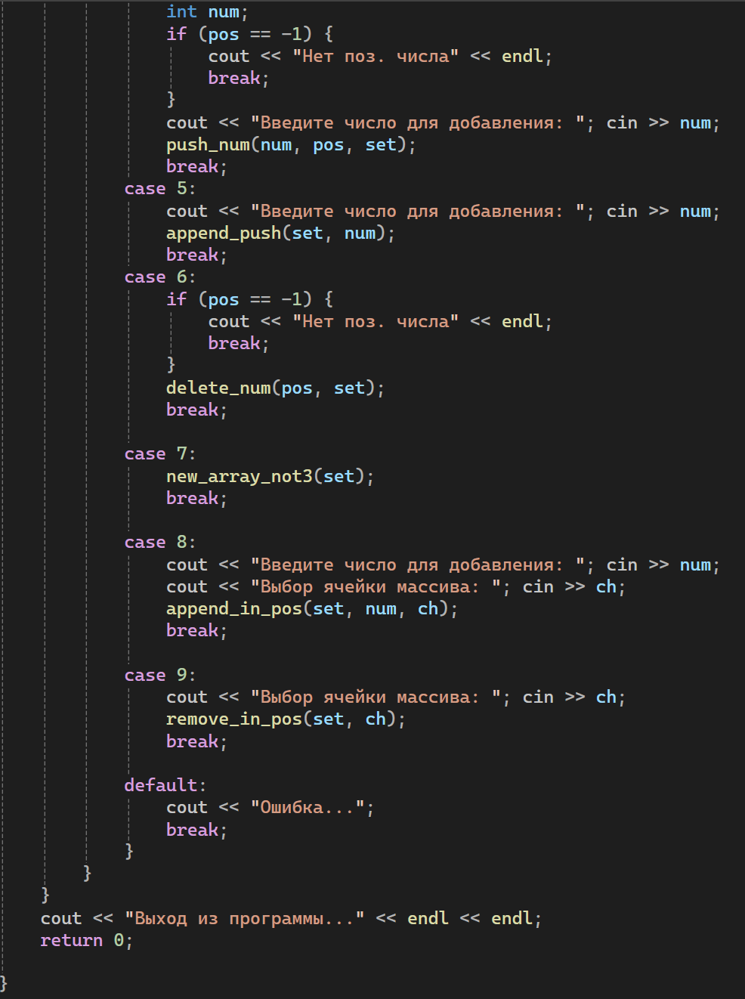 int num;
if (pos == -1) {
cout << "Нет поз. числа" << endl;
break;
}
cout << "Введите число для добавления: "; cin >> num;
push_num(num, pos, set);
break;
case 5:
cout << "Введите число для добавления: "; cin >> num;
append_push(set, num);
break;
case 6:
if (pos == -1) {
cout << "Нет поз. числа" << endl;
break;
}
delete_num(pos, set);
break;
case 7:
new_array_not3(set);
break;
case 8:
cout << "Введите число для добавления: "; cin >> num;
cout << "Выбор ячейки массива: "; cin >> ch;
append_in_pos(set, num, ch);
break;
case 9:
cout << "Выбор ячейки массива: "; cin >> ch;
remove_in_pos(set, ch);
break;
default:
cout << "Ошибка...";
break;
}
}
}
cout << "Выход из программы..." << endl << endl;
return 0;
}